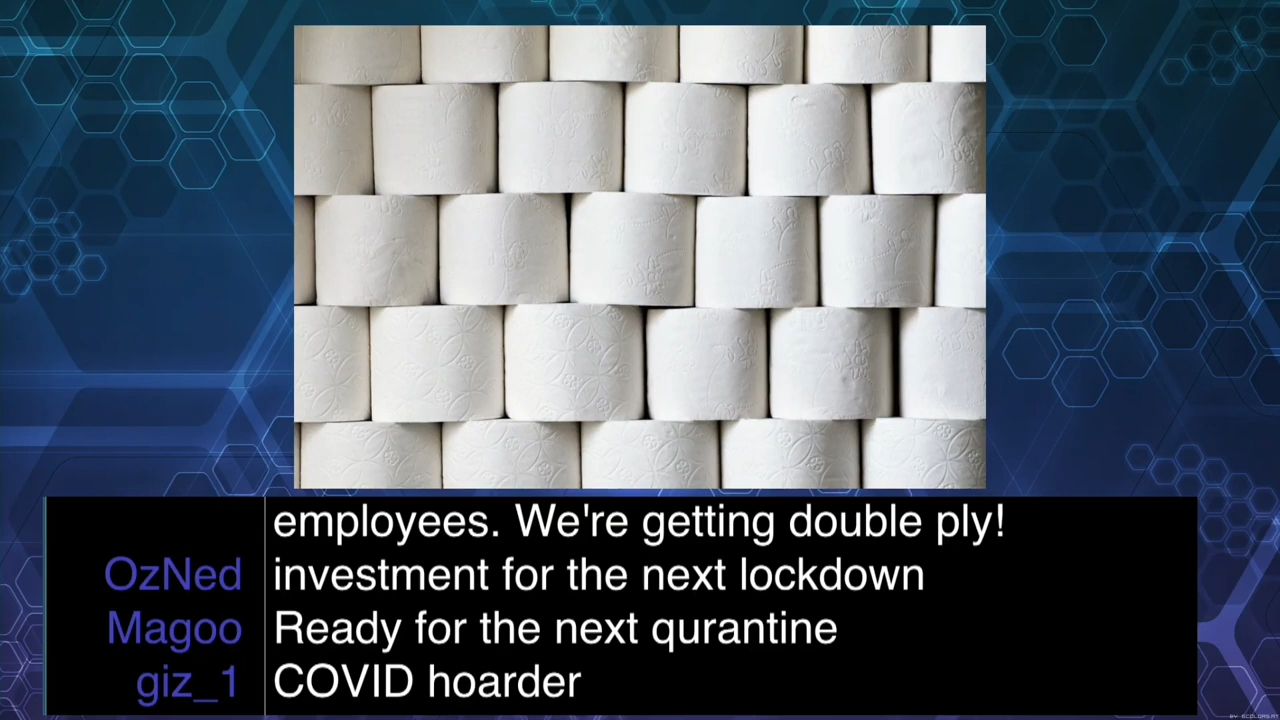 employees. We're getting double ply!
OzNed investment for the next lockdown
Magoo Ready for the next qurantine
giz_1 COVID hoarder